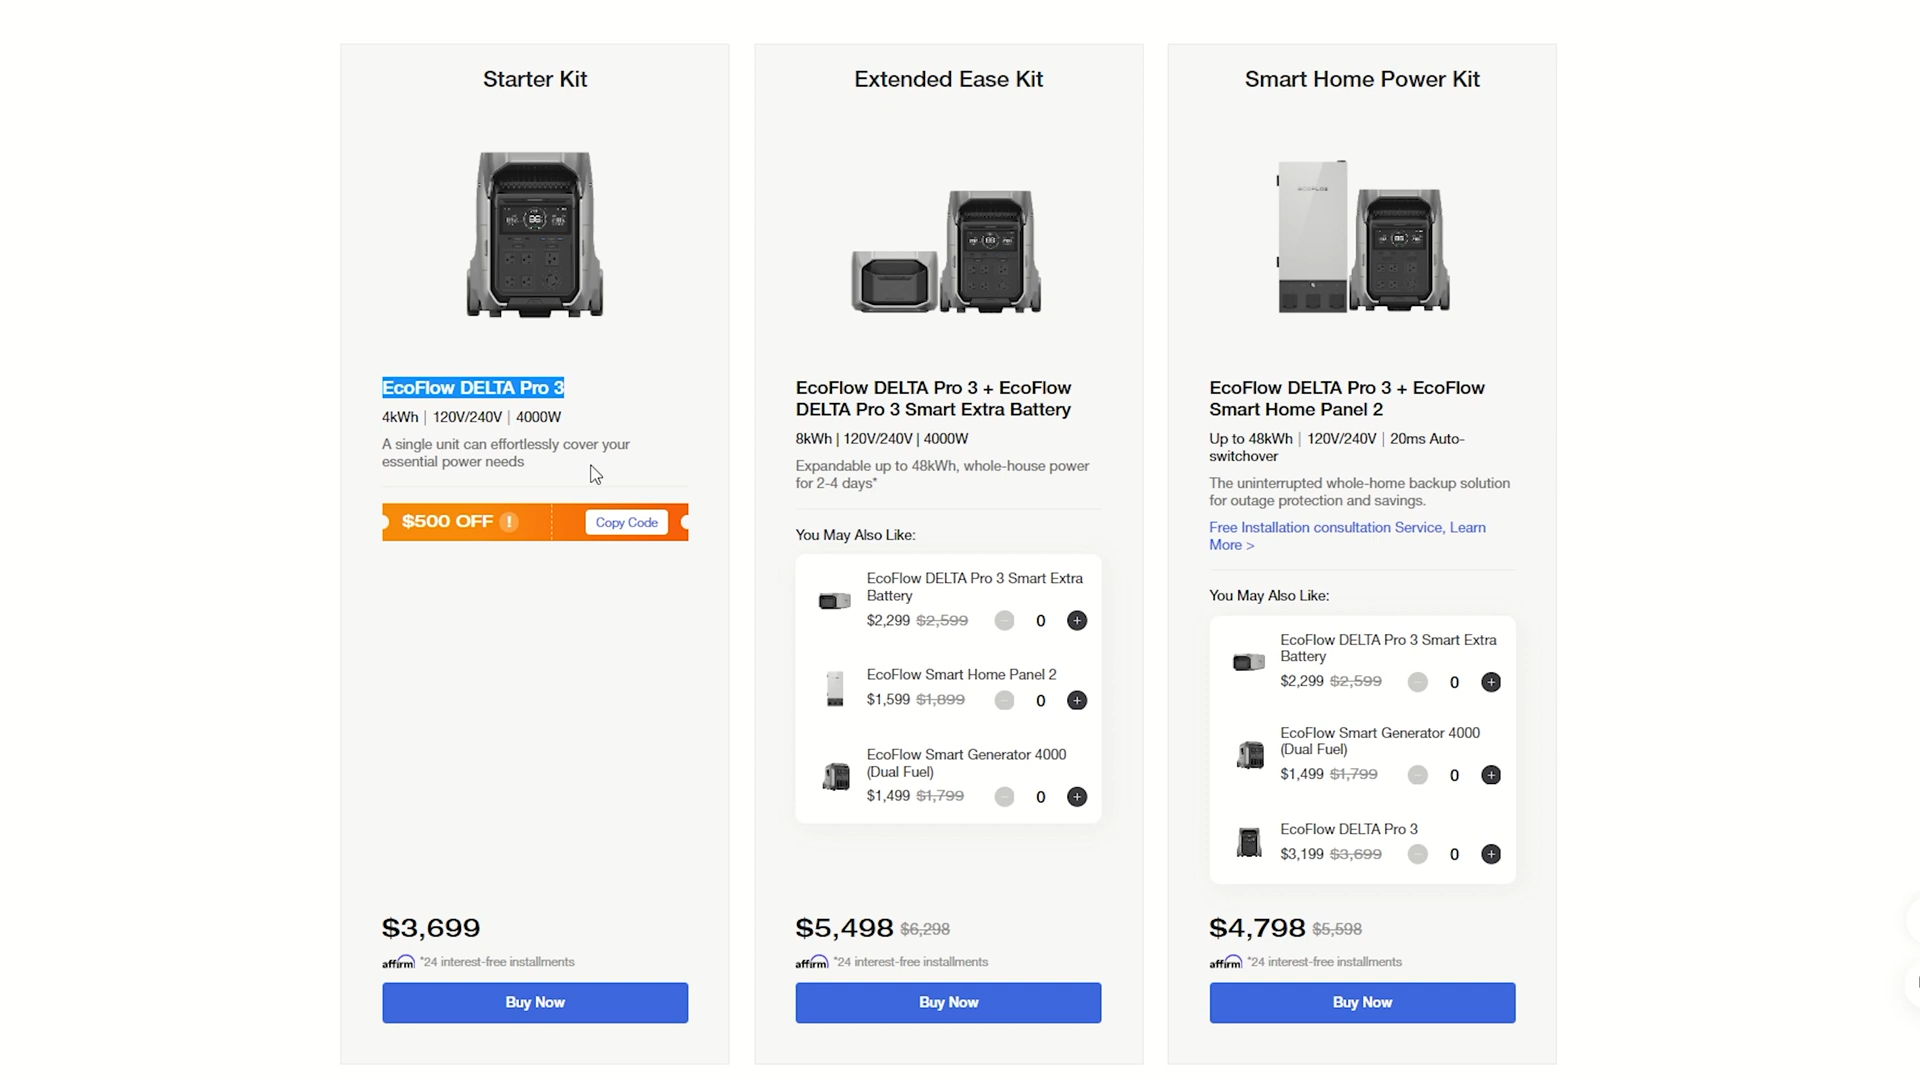 Starter Kit
EcoFlow DELTA Pro 3
4kWh | 120V/240V | 4000W
A single unit can effortlessly cover your
essential power needs
$500 OFF !
Copy Code
$3,699
affirm *24 interest-free installments
Buy Now
Extended Ease Kit
EcoFlow DELTA Pro 3 + EcoFlow
DELTA Pro 3 Smart Extra Battery
8kWh | 120V/240V | 4000W
Expandable up to 48kWh, whole-house power
for 2-4 days*
You May Also Like:
EcoFlow DELTA Pro 3 Smart Extra
Battery
$2,299 $2,599 − 0 +
EcoFlow Smart Home Panel 2
$1,599 $1,899 − 0 +
EcoFlow Smart Generator 4000
(Dual Fuel)
$1,499 $1,799 − 0 +
$5,498 $6,298
affirm *24 interest-free installments
Buy Now
Smart Home Power Kit
ECOFLOW
EcoFlow DELTA Pro 3 + EcoFlow
Smart Home Panel 2
Up to 48kWh | 120V/240V | 20ms Auto-
switchover
The uninterrupted whole-home backup solution
for outage protection and savings.
Free Installation consultation Service, Learn
More >
You May Also Like:
EcoFlow DELTA Pro 3 Smart Extra
Battery
$2,299 $2,599 − 0 +
EcoFlow Smart Generator 4000
(Dual Fuel)
$1,499 $1,799 − 0 +
EcoFlow DELTA Pro 3
$3,199 $3,699 − 0 +
$4,798 $5,598
affirm *24 interest-free installments
Buy Now